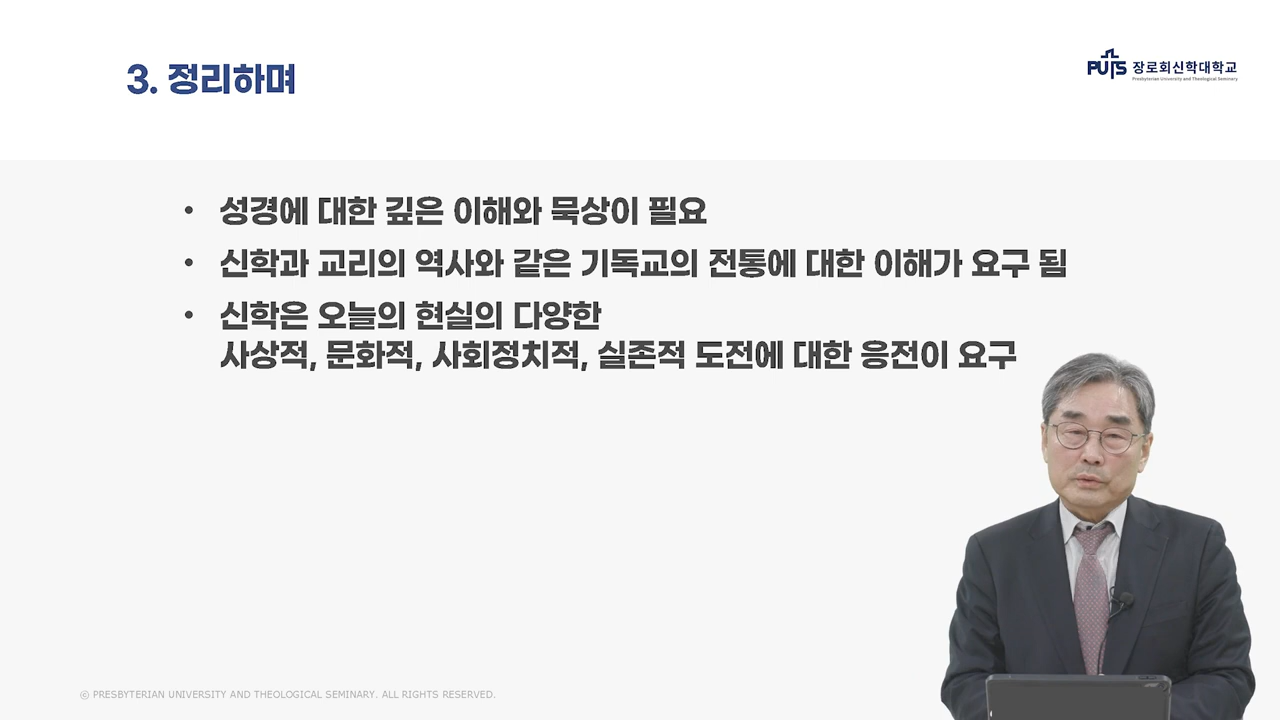 3. 정리하며
PUTS 장로회신학대학교
Presbyterian University and Theological Seminary
• 성경에 대한 깊은 이해와 묵상이 필요
• 신학과 교리의 역사와 같은 기독교의 전통에 대한 이해가 요구 됨
• 신학은 오늘의 현실의 다양한
사상적, 문화적, 사회정치적, 실존적 도전에 대한 응전이 요구
© PRESBYTERIAN UNIVERSITY AND THEOLOGICAL SEMINARY. ALL RIGHTS RESERVED.